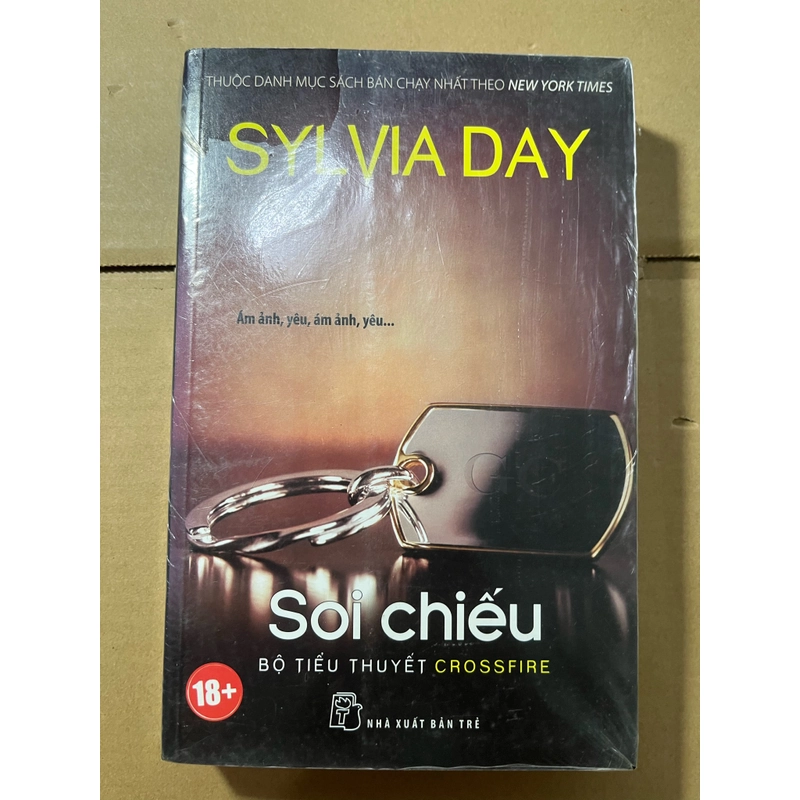 THUỘC DANH MỤC SÁCH BÁN CHẠY NHẤT THEO NEW YORK TIMES
SYLVIA DAY
Ám ảnh, yêu, ám ảnh, yêu...
Soi chiếu
BỘ TIỂU THUYẾT CROSSFIRE
18+
NHÀ XUẤT BẢN TRẺ